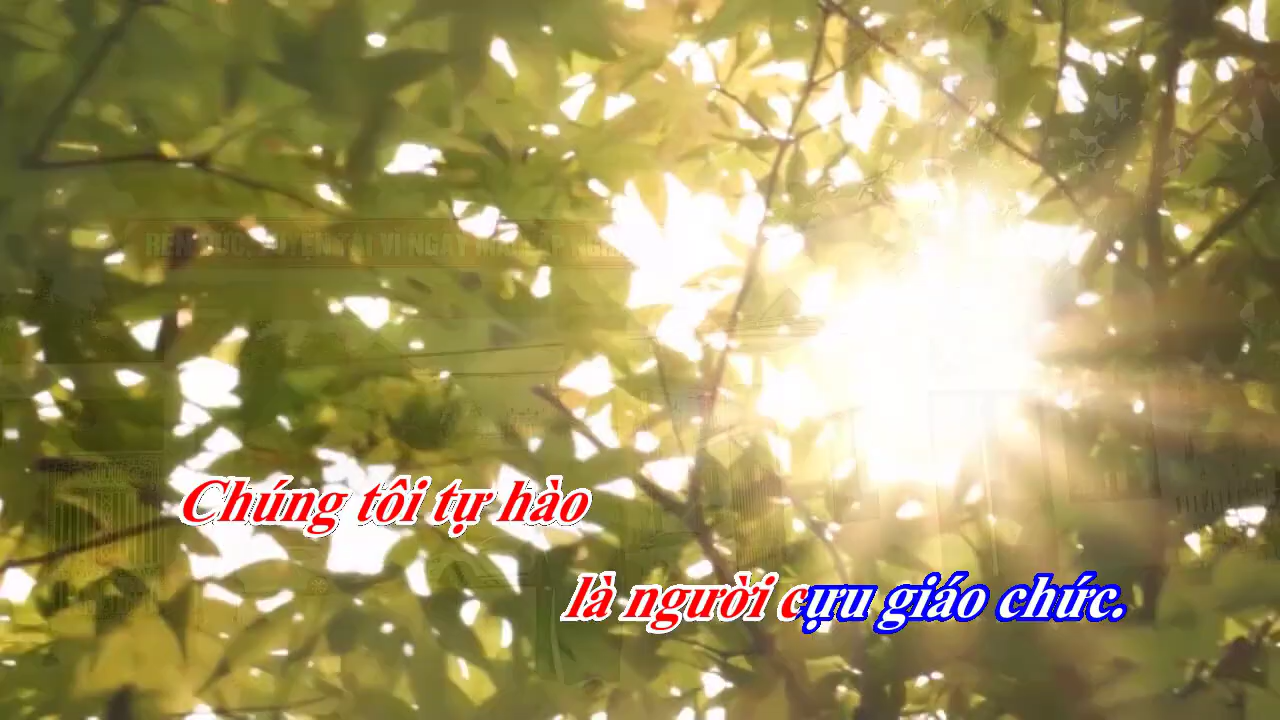 Chúng tôi tự hào
là người cựu giáo chức.